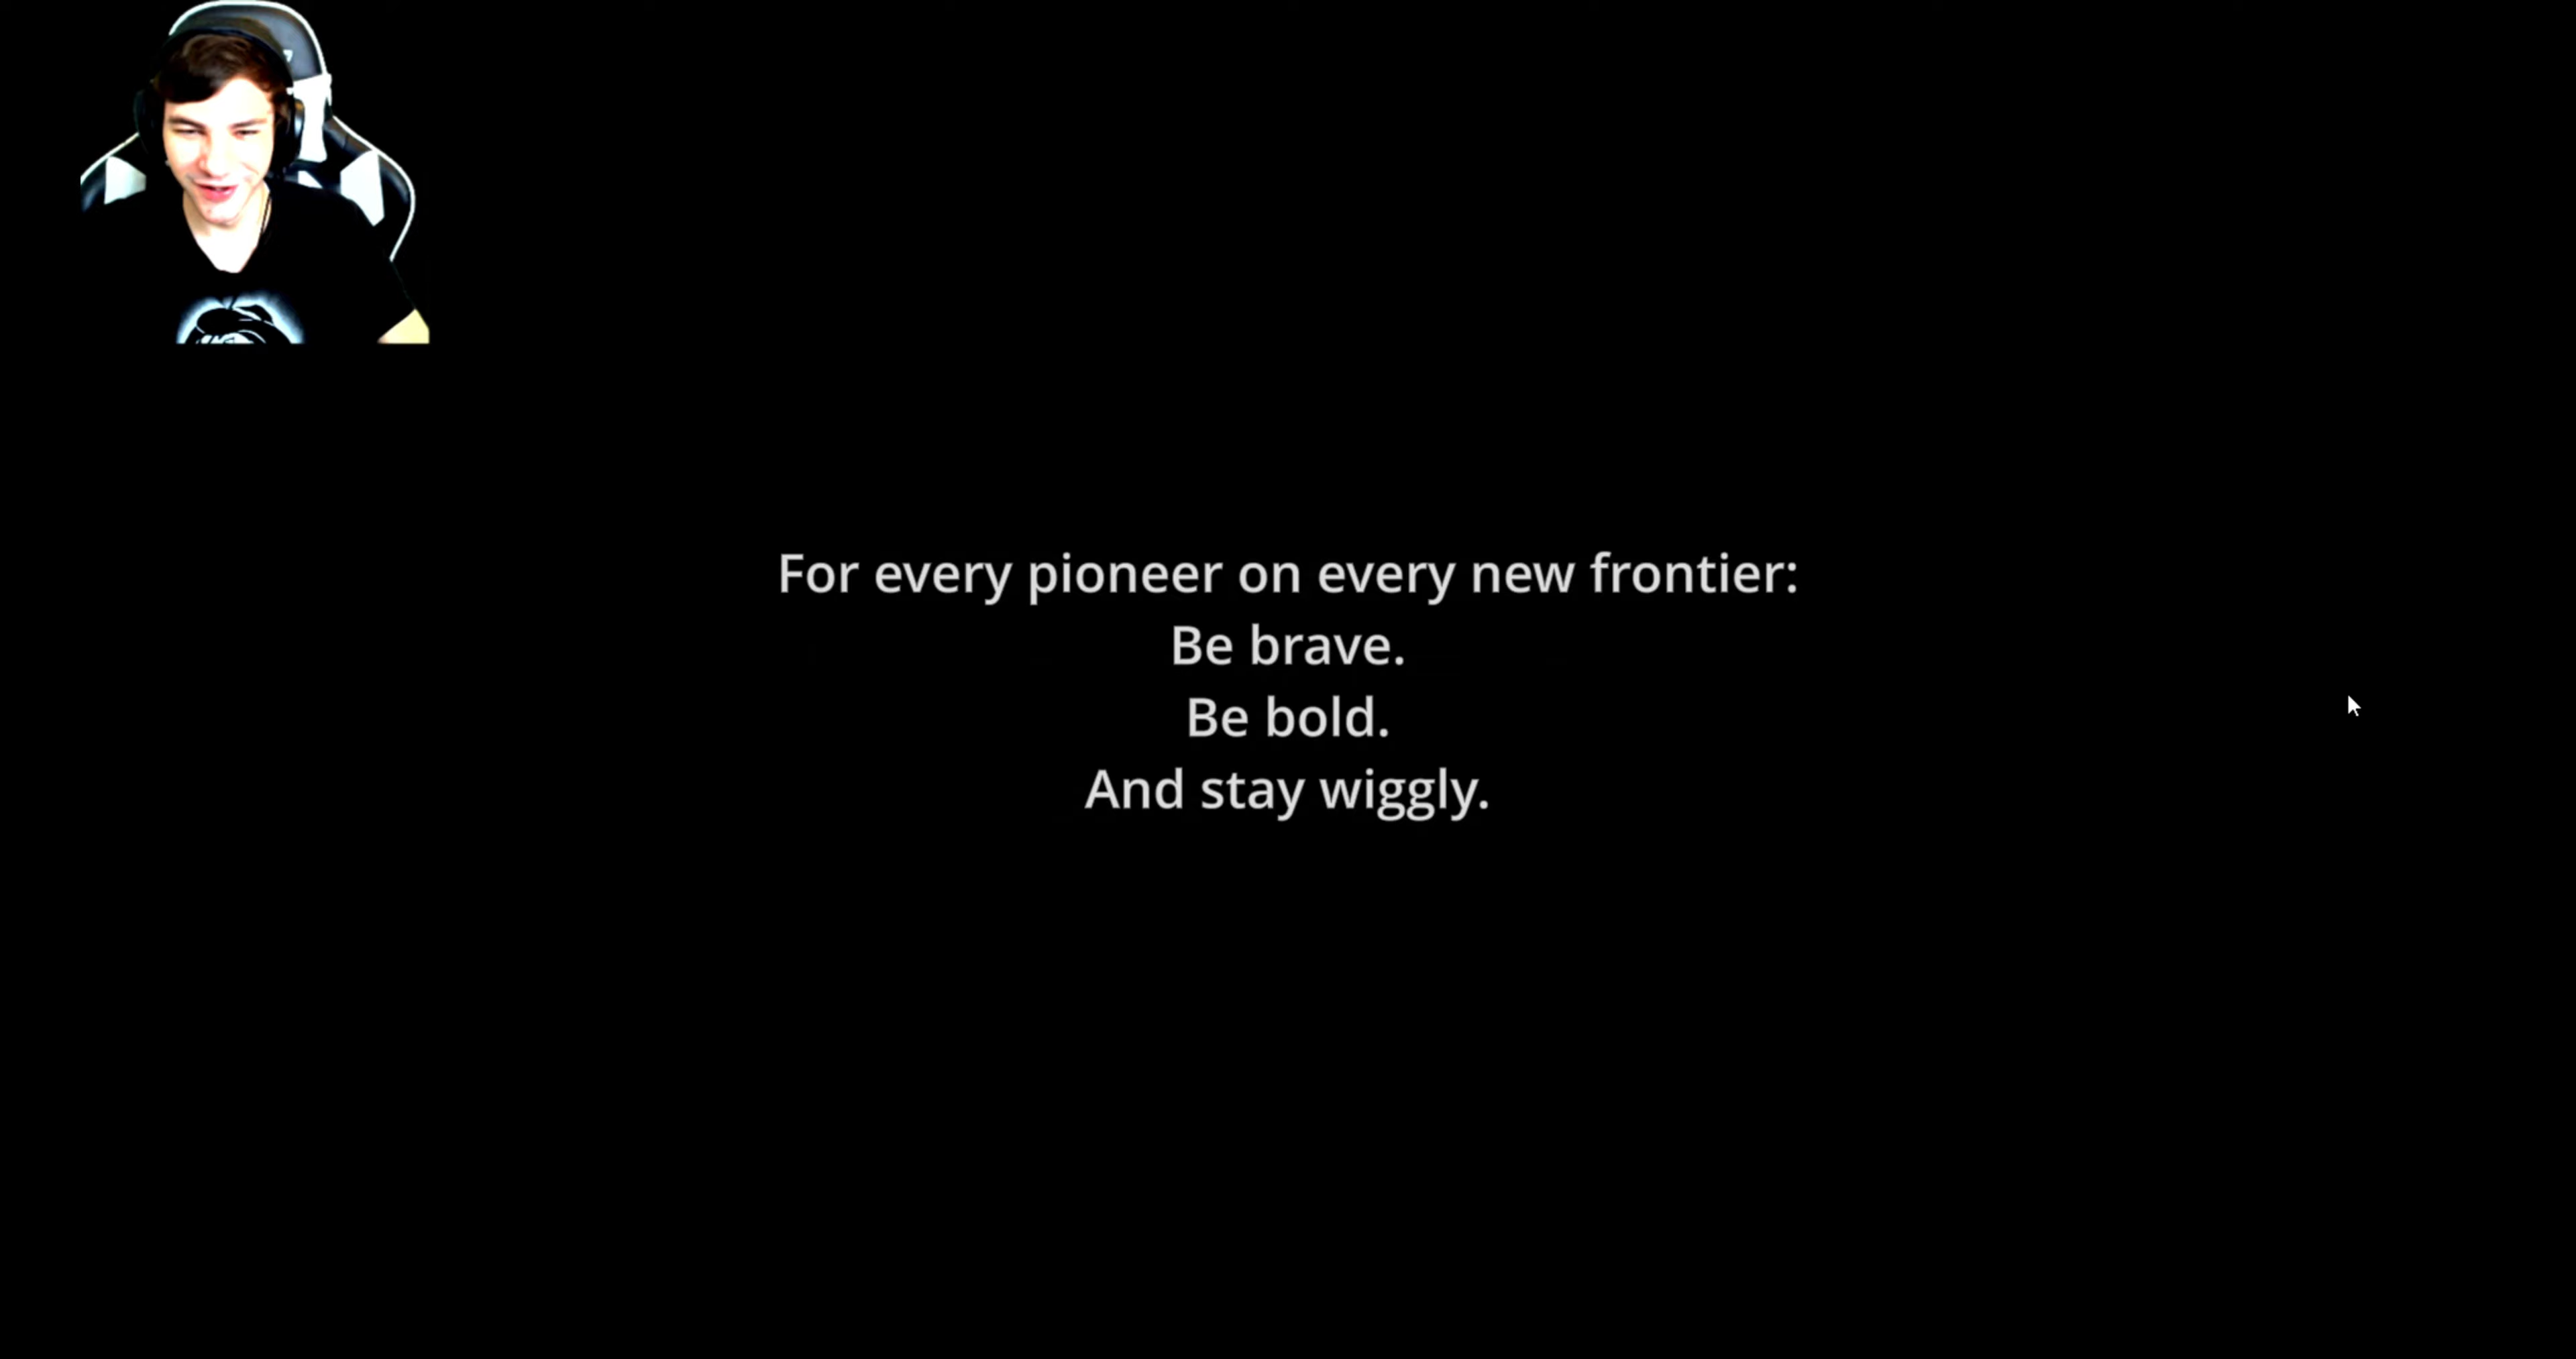 For every pioneer on every new frontier:
Be brave.
Be bold.
And stay wiggly.